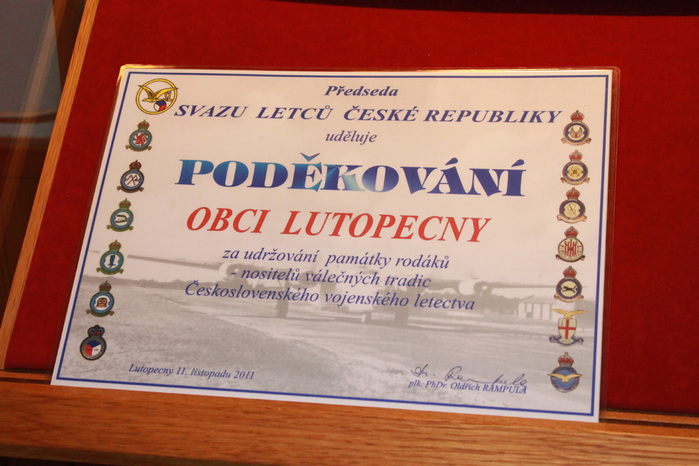 Předseda
SVAZU LETCŮ ČESKÉ REPUBLIKY
uděluje
PODĚKOVÁNÍ
OBCI LUTOPECNY
za udržování památky rodáků
- nositelů válečných tradic
Československého vojenského letectva
Lutopecny 11. listopadu 2011
plk. PhDr. Oldřich RAMPULA